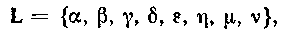 L = {α, β, γ, δ, ε, η, μ, ν},